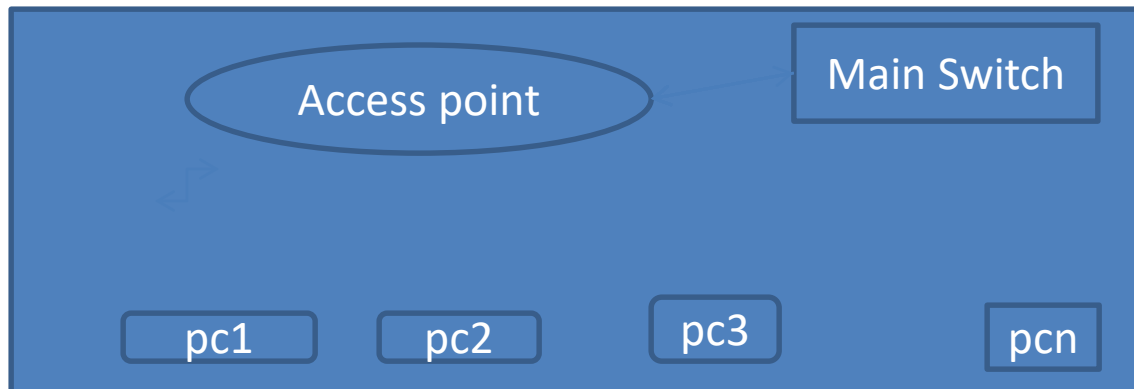 Access point
Main Switch
pc1
pc2
pc3
pcn